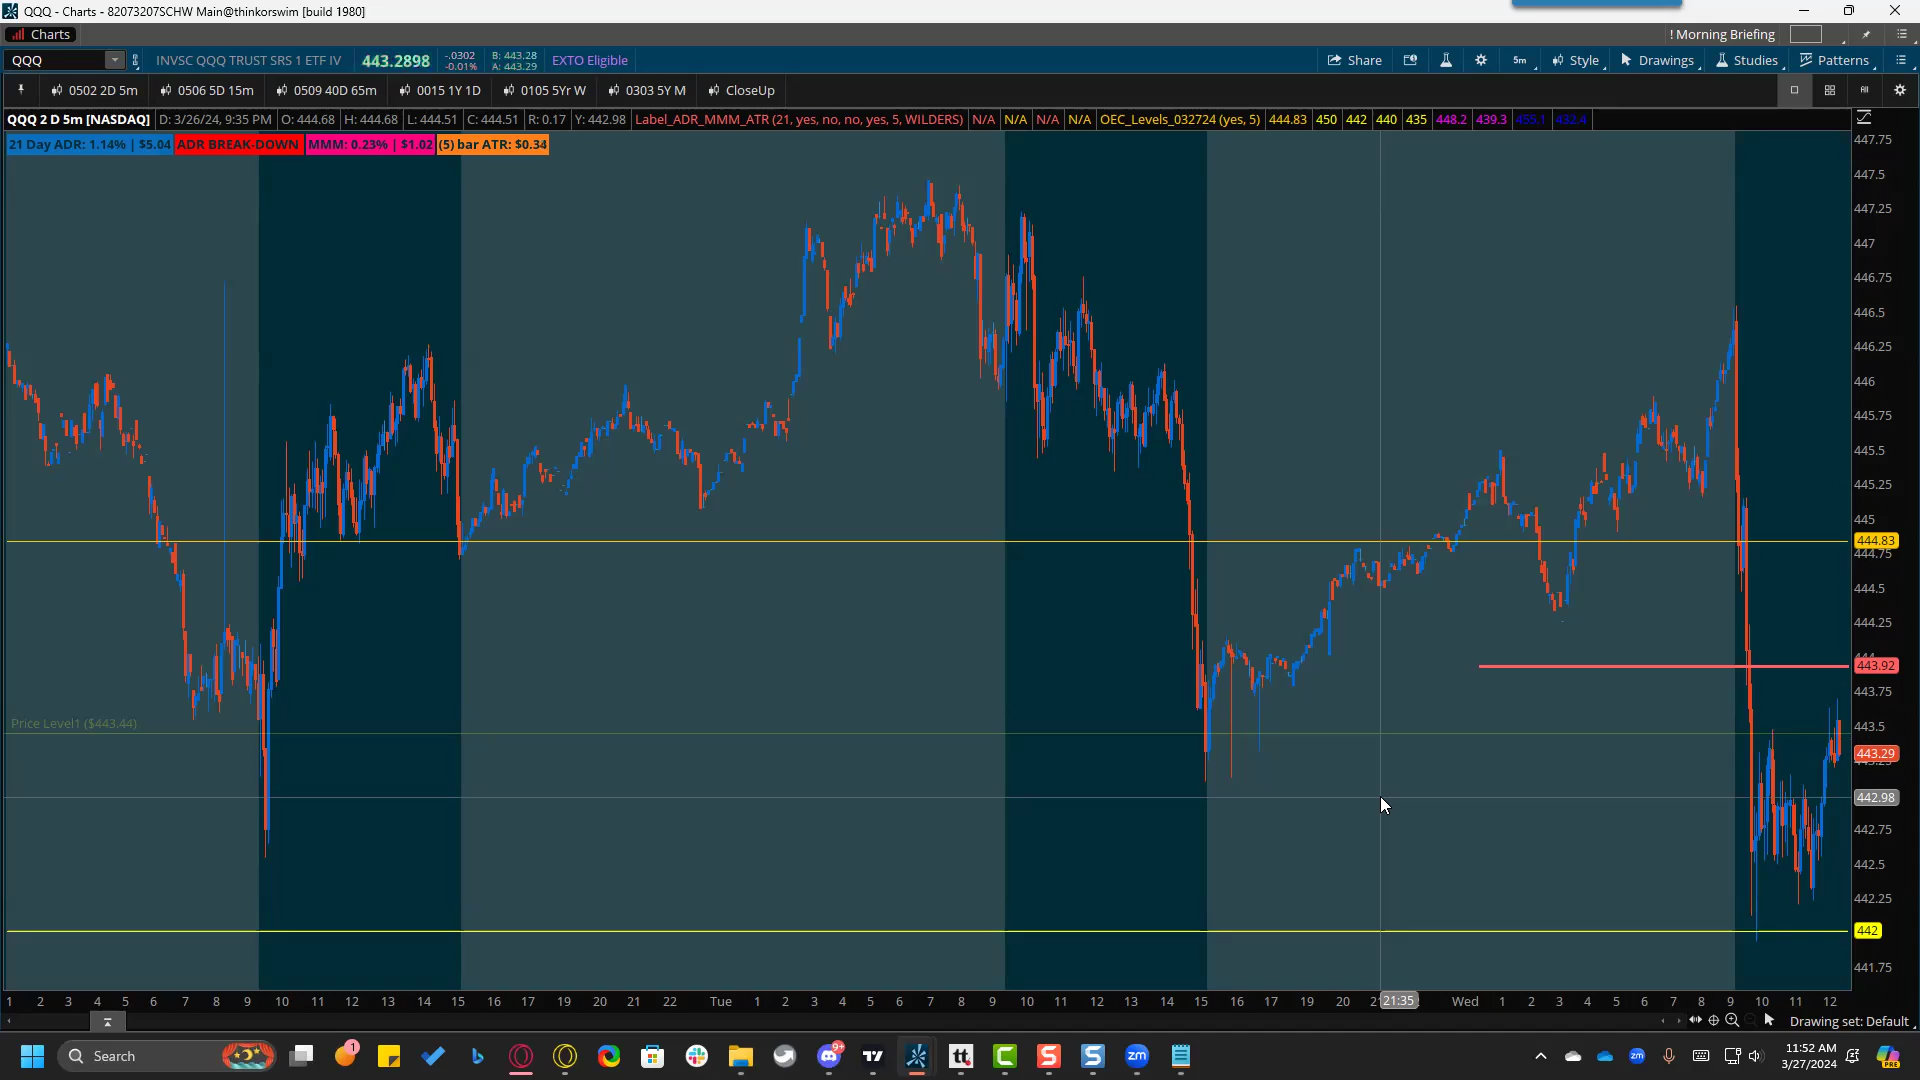 QQQ - Charts - 82073207SCHW Main@thinkorswim [build 1980]
Charts
! Morning Briefing
QQQ
INVSC QQQ TRUST SRS 1 ETF IV
443.2898
-.0302
-0.01%
B: 443.28
A: 443.29
EXTO Eligible
Share
5m
Style
Drawings
Studies
Patterns
0502 2D 5m
0506 5D 15m
0509 40D 65m
0015 1Y 1D
0105 5Yr W
0303 5Y M
CloseUp
QQQ 2 D 5m [NASDAQ]
D: 3/26/24, 9:35 PM
O: 444.68
H: 444.68
L: 444.51
C: 444.51
R: 0.17
Y: 442.98
Label_ADR_MMM_ATR (21, yes, no, no, yes, 5, WILDERS)
N/A
N/A
N/A
N/A
OEC_Levels_032724 (yes, 5)
444.83
450
442
440
435
448.2
439.3
455.1
432.4
21 Day ADR: 1.14% | $5.04
ADR BREAK-DOWN
MMM: 0.23% | $1.02
(5) bar ATR: $0.34
447.75
447.5
447.25
447
446.75
446.5
446.25
446
445.75
445.5
445.25
445
444.83
444.75
444.5
444.25
443.92
443.75
443.5
443.29
442.98
442.75
442.5
442.25
442
441.75
Price Level1 ($443.44)
1 2 3 4 5 6 7 8 9 10 11 12 13 14 15 16 17 19 20 21 22 Tue 1 2 3 4 5 6 7 8 9 10 11 12 13 14 15 16 17 19 20 21:35 Wed 1 2 3 4 5 6 7 8 9 10 11 12
Drawing set: Default
Search
1
9+
zm
zm
PRE
11:52 AM
3/27/2024